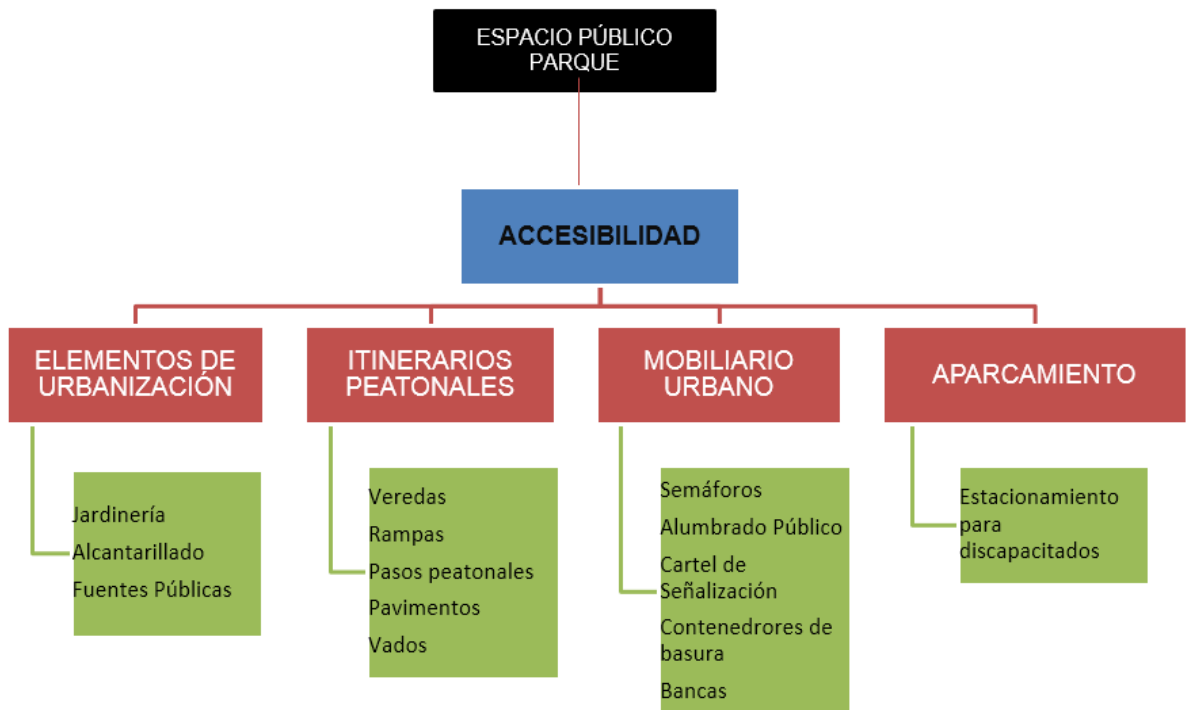 ESPACIO PÚBLICO
PARQUE
ACCESIBILIDAD
ELEMENTOS DE
URBANIZACIÓN
Jardinería
Alcantarillado
Fuentes Públicas
ITINERARIOS
PEATONALES
Veredas
Rampas
Pasos peatonales
Pavimentos
Vados
MOBILIARIO
URBANO
Semáforos
Alumbrado Público
Cartel de
Señalización
Contenedrores de
basura
Bancas
APARCAMIENTO
Estacionamiento
para
discapacitados